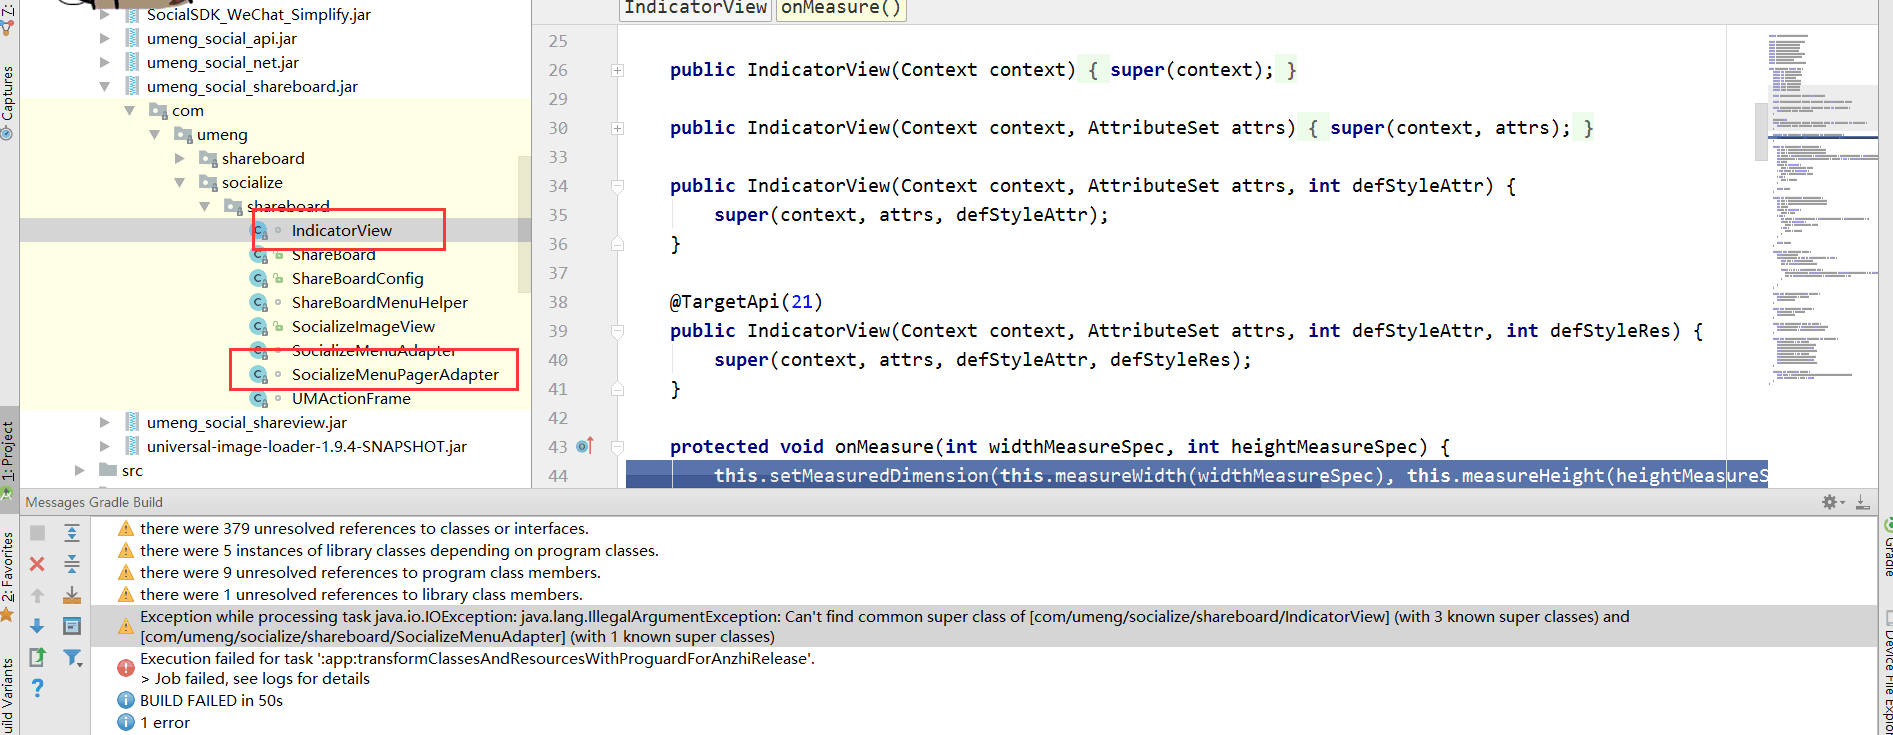 Z:
Captures
1: Project
2: Favorites
uild Variants
SocialSDK_WeChat_Simplify.jar
umeng_social_api.jar
umeng_social_net.jar
umeng_social_shareboard.jar
com
umeng
shareboard
socialize
shareboard
IndicatorView
ShareBoard
ShareBoardConfig
ShareBoardMenuHelper
SocializeImageView
SocializeMenuAdapter
SocializeMenuPagerAdapter
UMActionFrame
umeng_social_shareview.jar
universal-image-loader-1.9.4-SNAPSHOT.jar
src
IndicatorView onMeasure()
25
26 public IndicatorView(Context context) { super(context); }
29
30 public IndicatorView(Context context, AttributeSet attrs) { super(context, attrs); }
33
34 public IndicatorView(Context context, AttributeSet attrs, int defStyleAttr) {
35 super(context, attrs, defStyleAttr);
36 }
37
38 @TargetApi(21)
39 public IndicatorView(Context context, AttributeSet attrs, int defStyleAttr, int defStyleRes) {
40 super(context, attrs, defStyleAttr, defStyleRes);
41 }
42
43 protected void onMeasure(int widthMeasureSpec, int heightMeasureSpec) {
44 this.setMeasuredDimension(this.measureWidth(widthMeasureSpec), this.measureHeight(heightMeasureS
Messages Gradle Build
there were 379 unresolved references to classes or interfaces.
there were 5 instances of library classes depending on program classes.
there were 9 unresolved references to program class members.
there were 1 unresolved references to library class members.
Exception while processing task java.io.IOException: java.lang.IllegalArgumentException: Can't find common super class of [com/umeng/socialize/shareboard/IndicatorView] (with 3 known super classes) and
[com/umeng/socialize/shareboard/SocializeMenuAdapter] (with 1 known super classes)
Execution failed for task ':app:transformClassesAndResourcesWithProguardForAnzhiRelease'.
> Job failed, see logs for details
BUILD FAILED in 50s
1 error
Gradle
Device File Explor